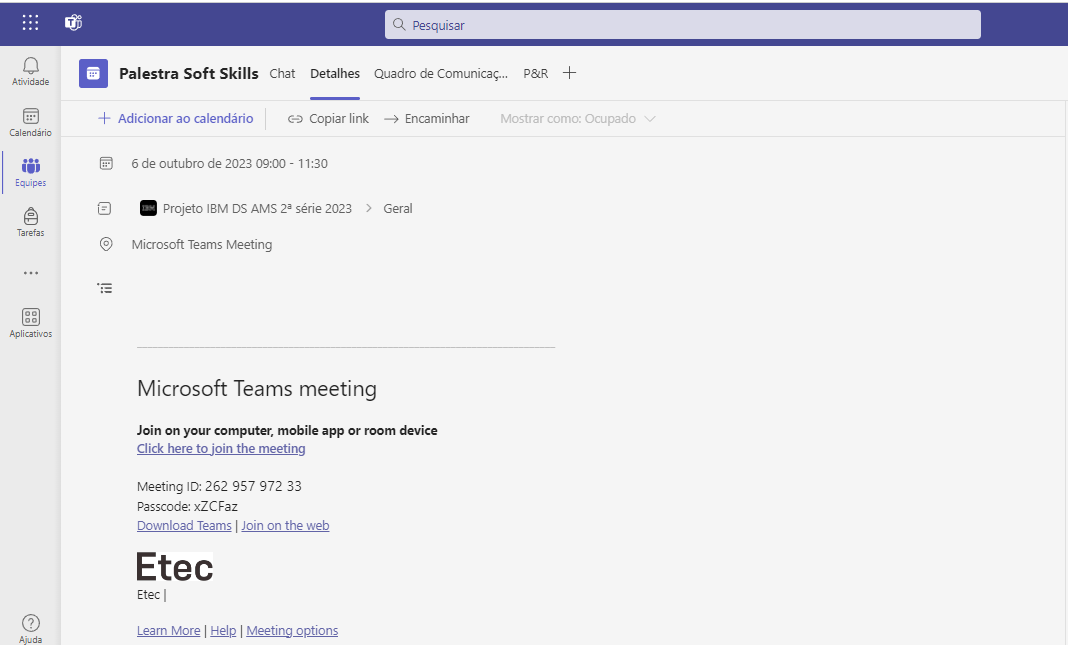 Pesquisar
Atividade
Calendário
Equipes
Tarefas
Aplicativos
Ajuda
Palestra Soft Skills Chat Detalhes Quadro de Comunicaç... P&R
Adicionar ao calendário Copiar link Encaminhar Mostrar como: Ocupado
6 de outubro de 2023 09:00 - 11:30
IBM Projeto IBM DS AMS 2ª série 2023 > Geral
Microsoft Teams Meeting
Microsoft Teams meeting
Join on your computer, mobile app or room device
Click here to join the meeting
Meeting ID: 262 957 972 33
Passcode: xZCFaz
Download Teams | Join on the web
Etec
Etec |
Learn More | Help | Meeting options